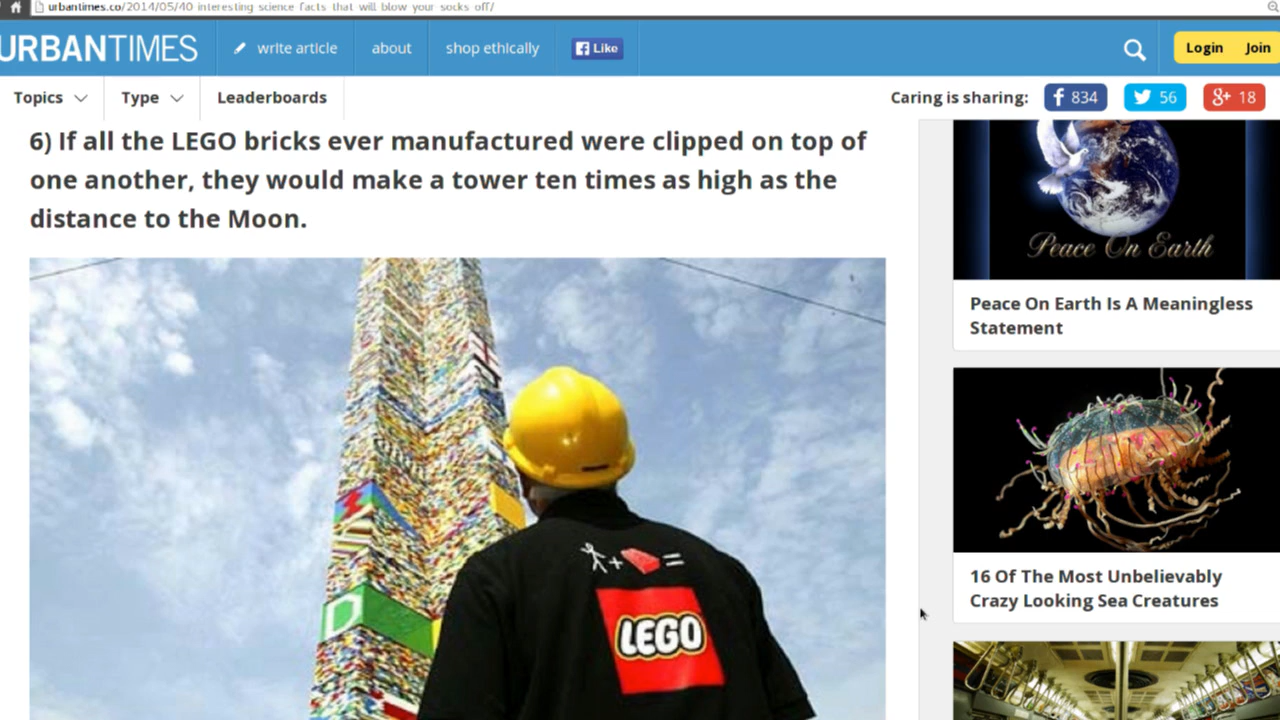 urbantimes.co/2014/05/40-interesting-science-facts-that-will-blow-your-socks-off/
URBANTIMES
write article
about
shop ethically
Like
Login
Join
Topics
Type
Leaderboards
Caring is sharing:
834
56
18
6) If all the LEGO bricks ever manufactured were clipped on top of
one another, they would make a tower ten times as high as the
distance to the Moon.
LEGO
Peace On Earth
Peace On Earth Is A Meaningless
Statement
16 Of The Most Unbelievably
Crazy Looking Sea Creatures